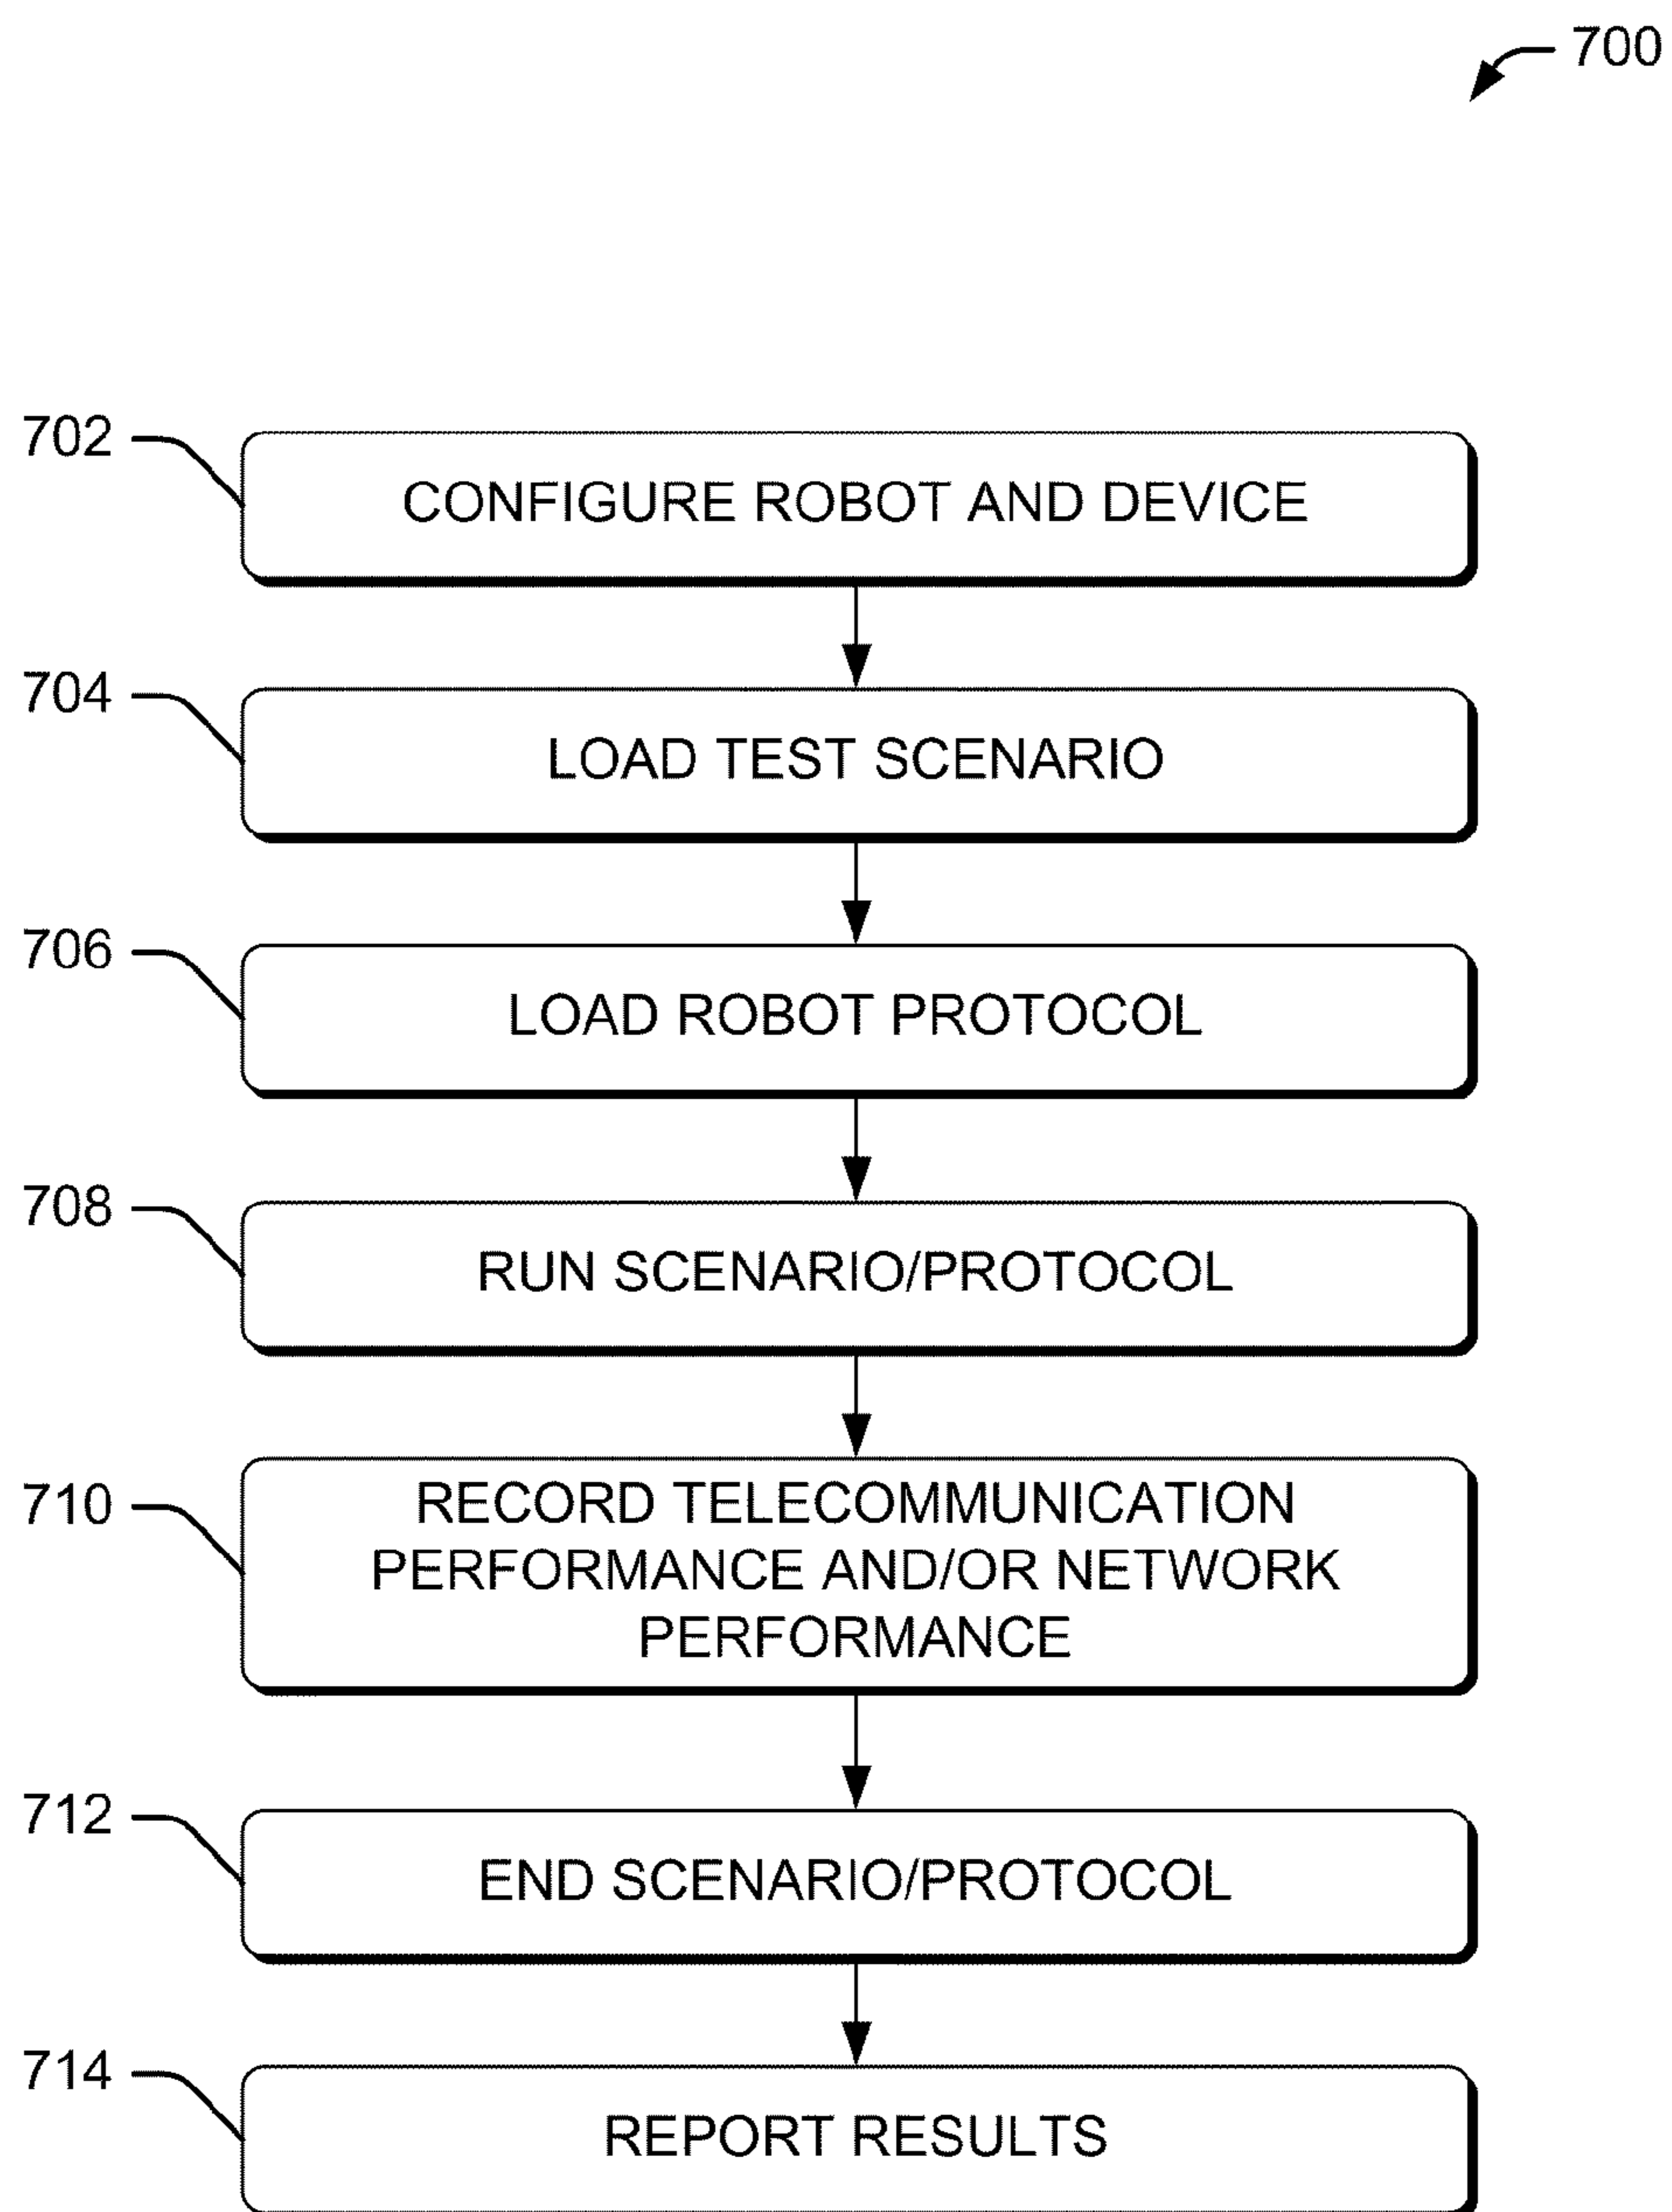 700
702
CONFIGURE ROBOT AND DEVICE
704
LOAD TEST SCENARIO
706
LOAD ROBOT PROTOCOL
708
RUN SCENARIO/PROTOCOL
710
RECORD TELECOMMUNICATION
PERFORMANCE AND/OR NETWORK
PERFORMANCE
712
END SCENARIO/PROTOCOL
714
REPORT RESULTS